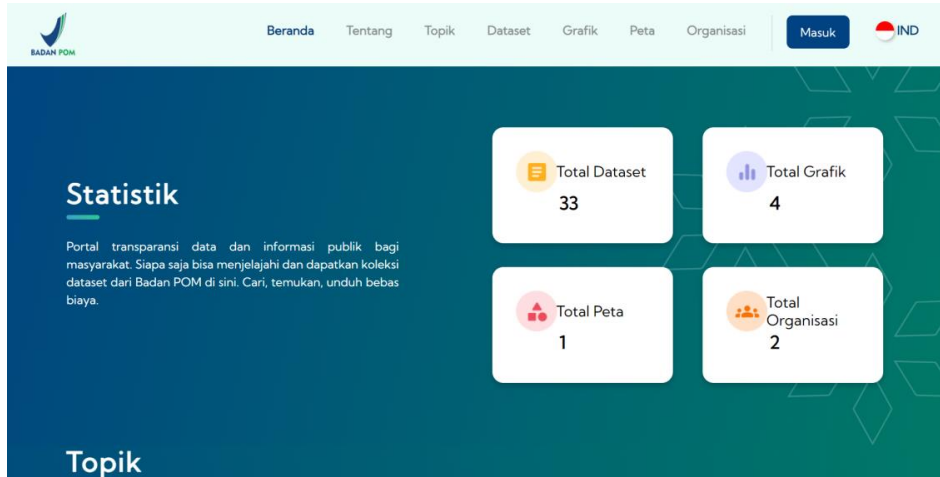 BADAN POM
Beranda Tentang Topik Dataset Grafik Peta Organisasi Masuk IND
Statistik
Portal transparansi data dan informasi publik bagi
masyarakat. Siapa saja bisa menjelajahi dan dapatkan koleksi
dataset dari Badan POM di sini. Cari, temukan, unduh bebas
biaya.
Total Dataset
33
Total Grafik
4
Total Peta
1
Total
Organisasi
2
Topik